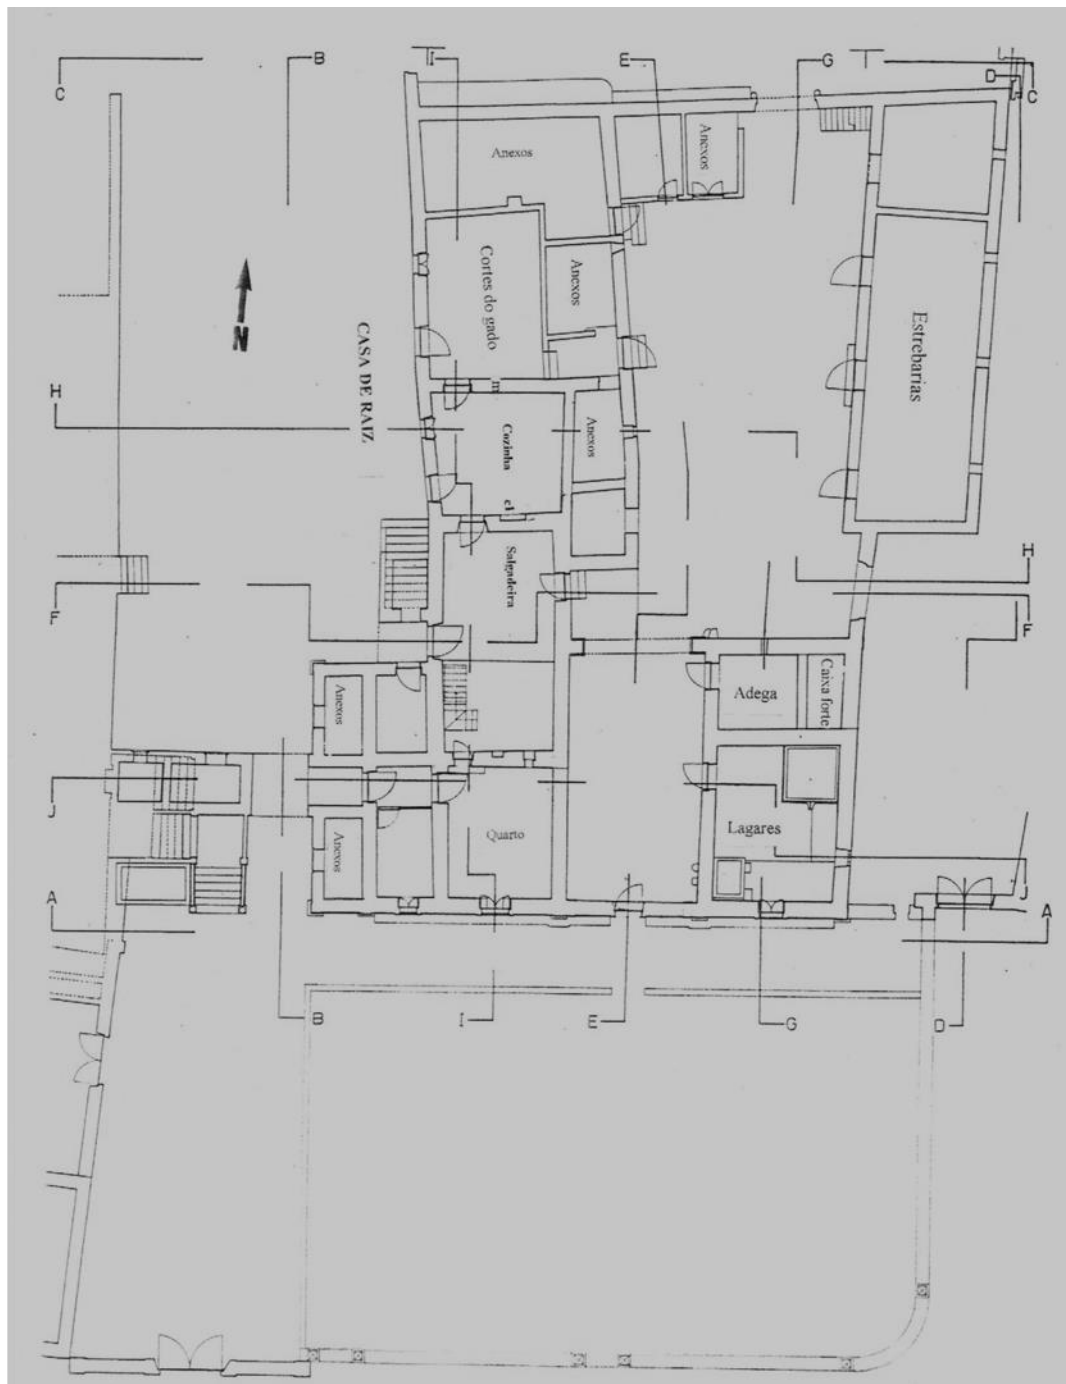 B
I
E
G
D
C
C
Anexos
Anexos
N
Cortes do gado
Anexos
CASA DE RAIZ
Estrebarias
H
m
Cozinha
Anexos
c1
Salgadeira
H
F
F
Anexos
Adega
Caixa forte
J
Quarto
Anexos
Lagares
J
A
A
B
I
E
G
D